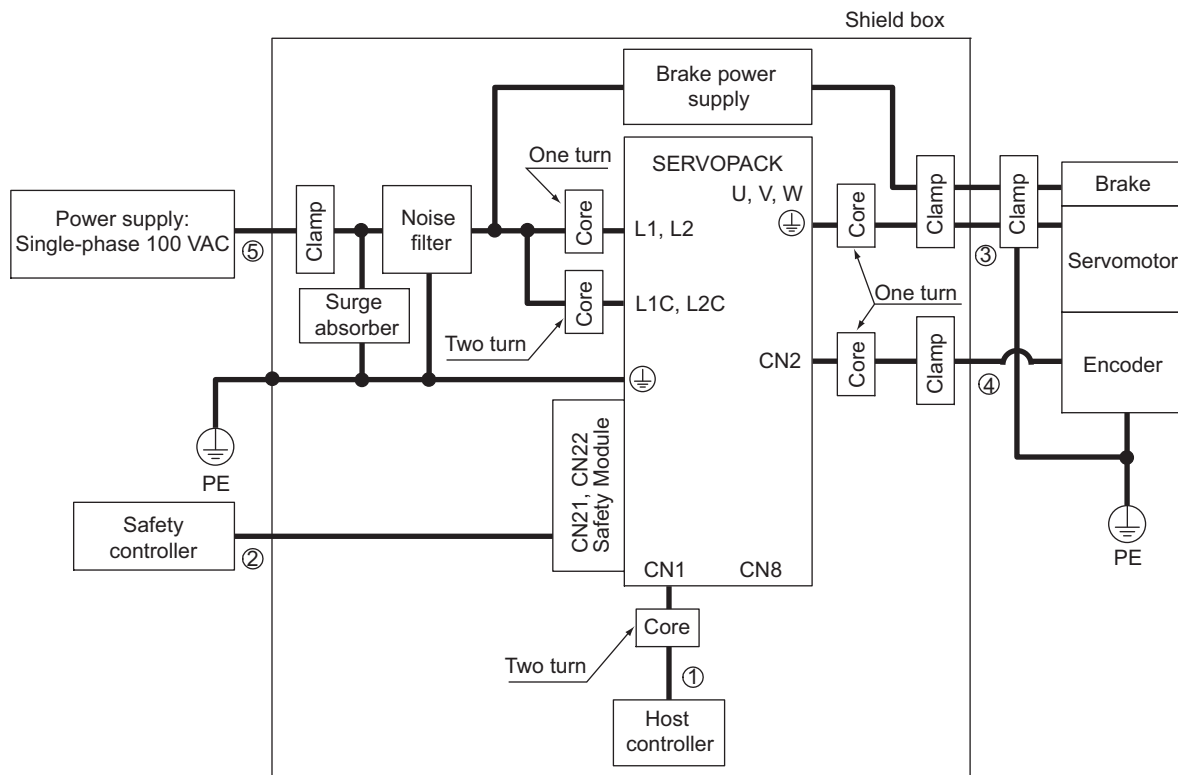 Shield box
Brake power
supply
One turn
SERVOPACK
U, V, W
Power supply:
Single-phase 100 VAC
⑤
Clamp
Noise
filter
Core
L1, L2
Core
Clamp
Clamp
Brake
③
Servomotor
Surge
absorber
Core
L1C, L2C
One turn
Two turn
CN2
Core
Clamp
④
Encoder
PE
CN21, CN22
Safety Module
Safety
controller
②
PE
CN1
CN8
Core
Two turn
①
Host
controller